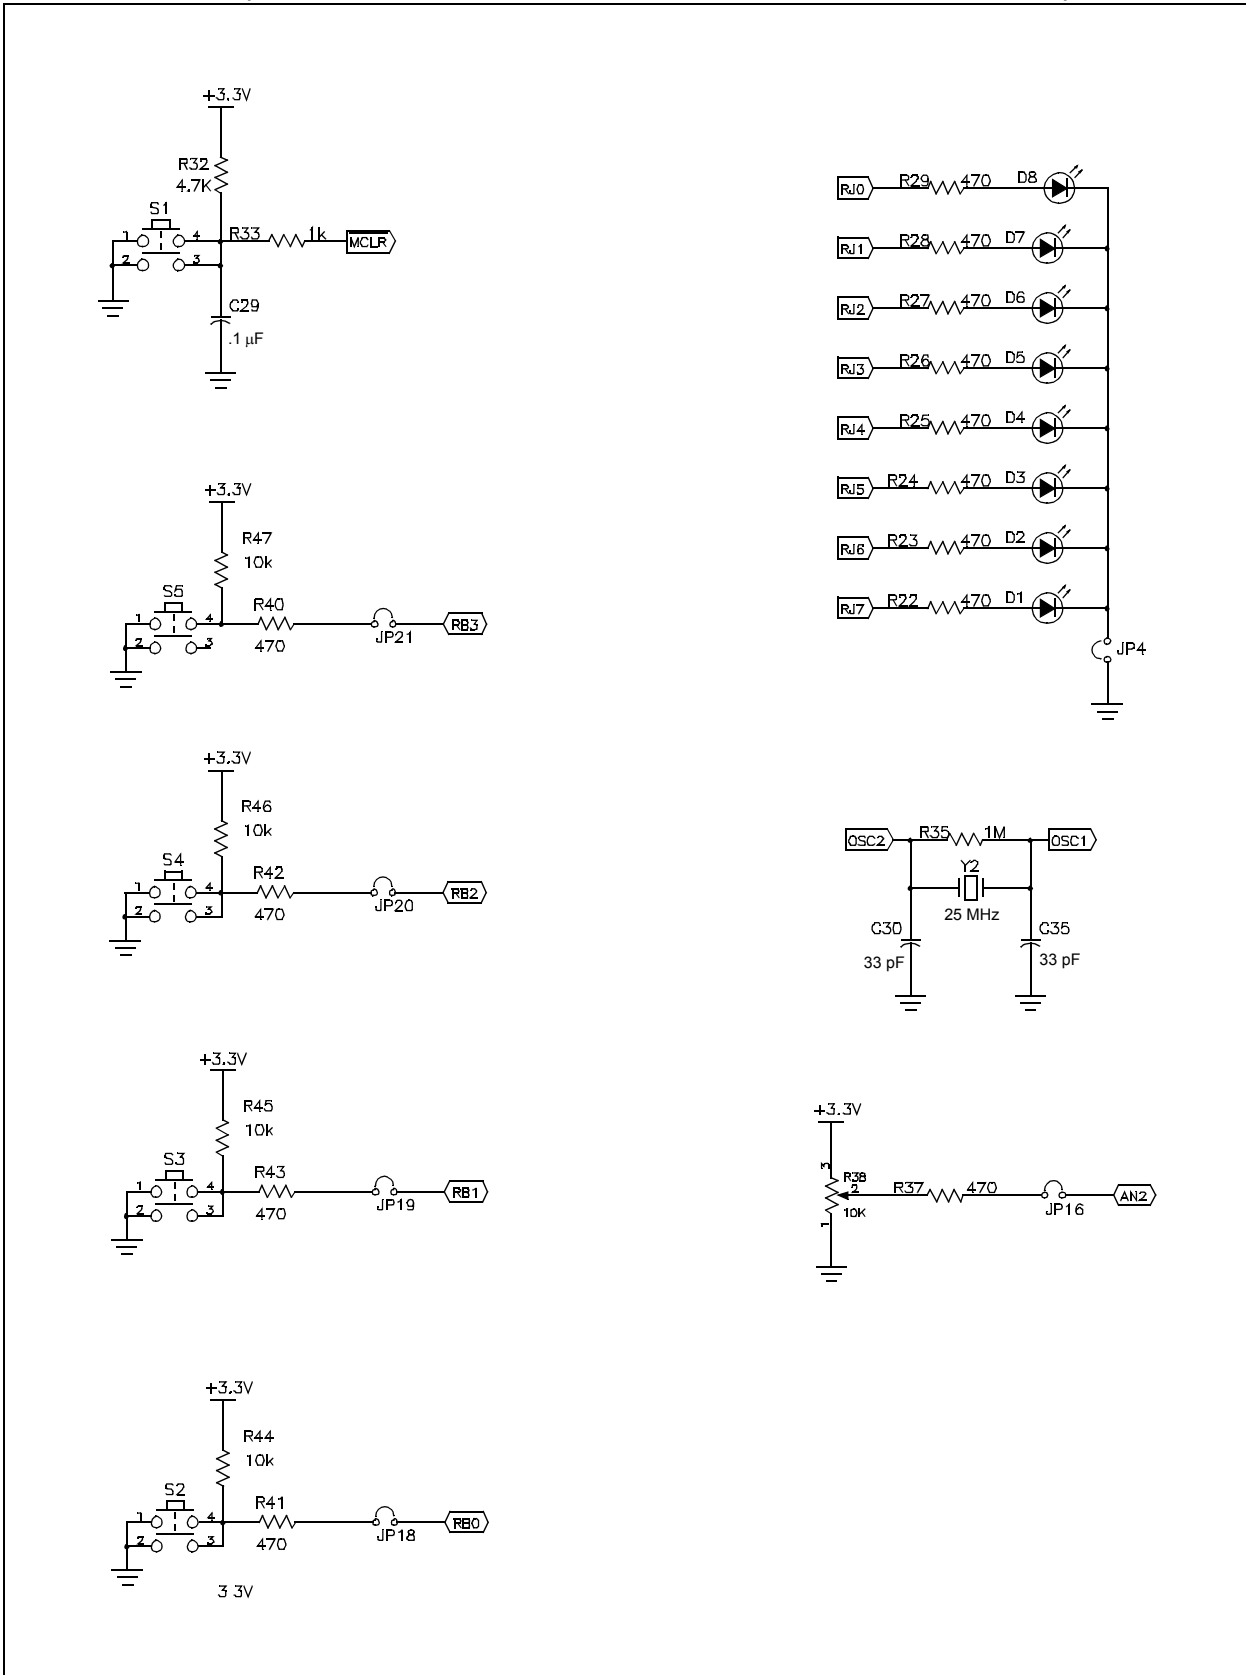 +3.3V
R32
4.7K
S1
1 4 R33 1k MCLR
2 3
C29
.1 µF
+3.3V
R47
10k
S5
R40
1 4 RB3
2 3 470 JP21
+3.3V
R46
10k
S4
R42
1 4 RB2
2 3 470 JP20
+3.3V
R45
10k
S3
R43
1 4 RB1
2 3 470 JP19
+3.3V
R44
10k
S2
R41
1 4 RB0
2 3 470 JP18
3 3V
RJ0 R29 470 D8
RJ1 R28 470 D7
RJ2 R27 470 D6
RJ3 R26 470 D5
RJ4 R25 470 D4
RJ5 R24 470 D3
RJ6 R23 470 D2
RJ7 R22 470 D1
JP4
OSC2 R35 1M OSC1
Y2
25 MHz
C30 C35
33 pF 33 pF
+3.3V
3
R38
2 R37 470 AN2
10K JP16
1